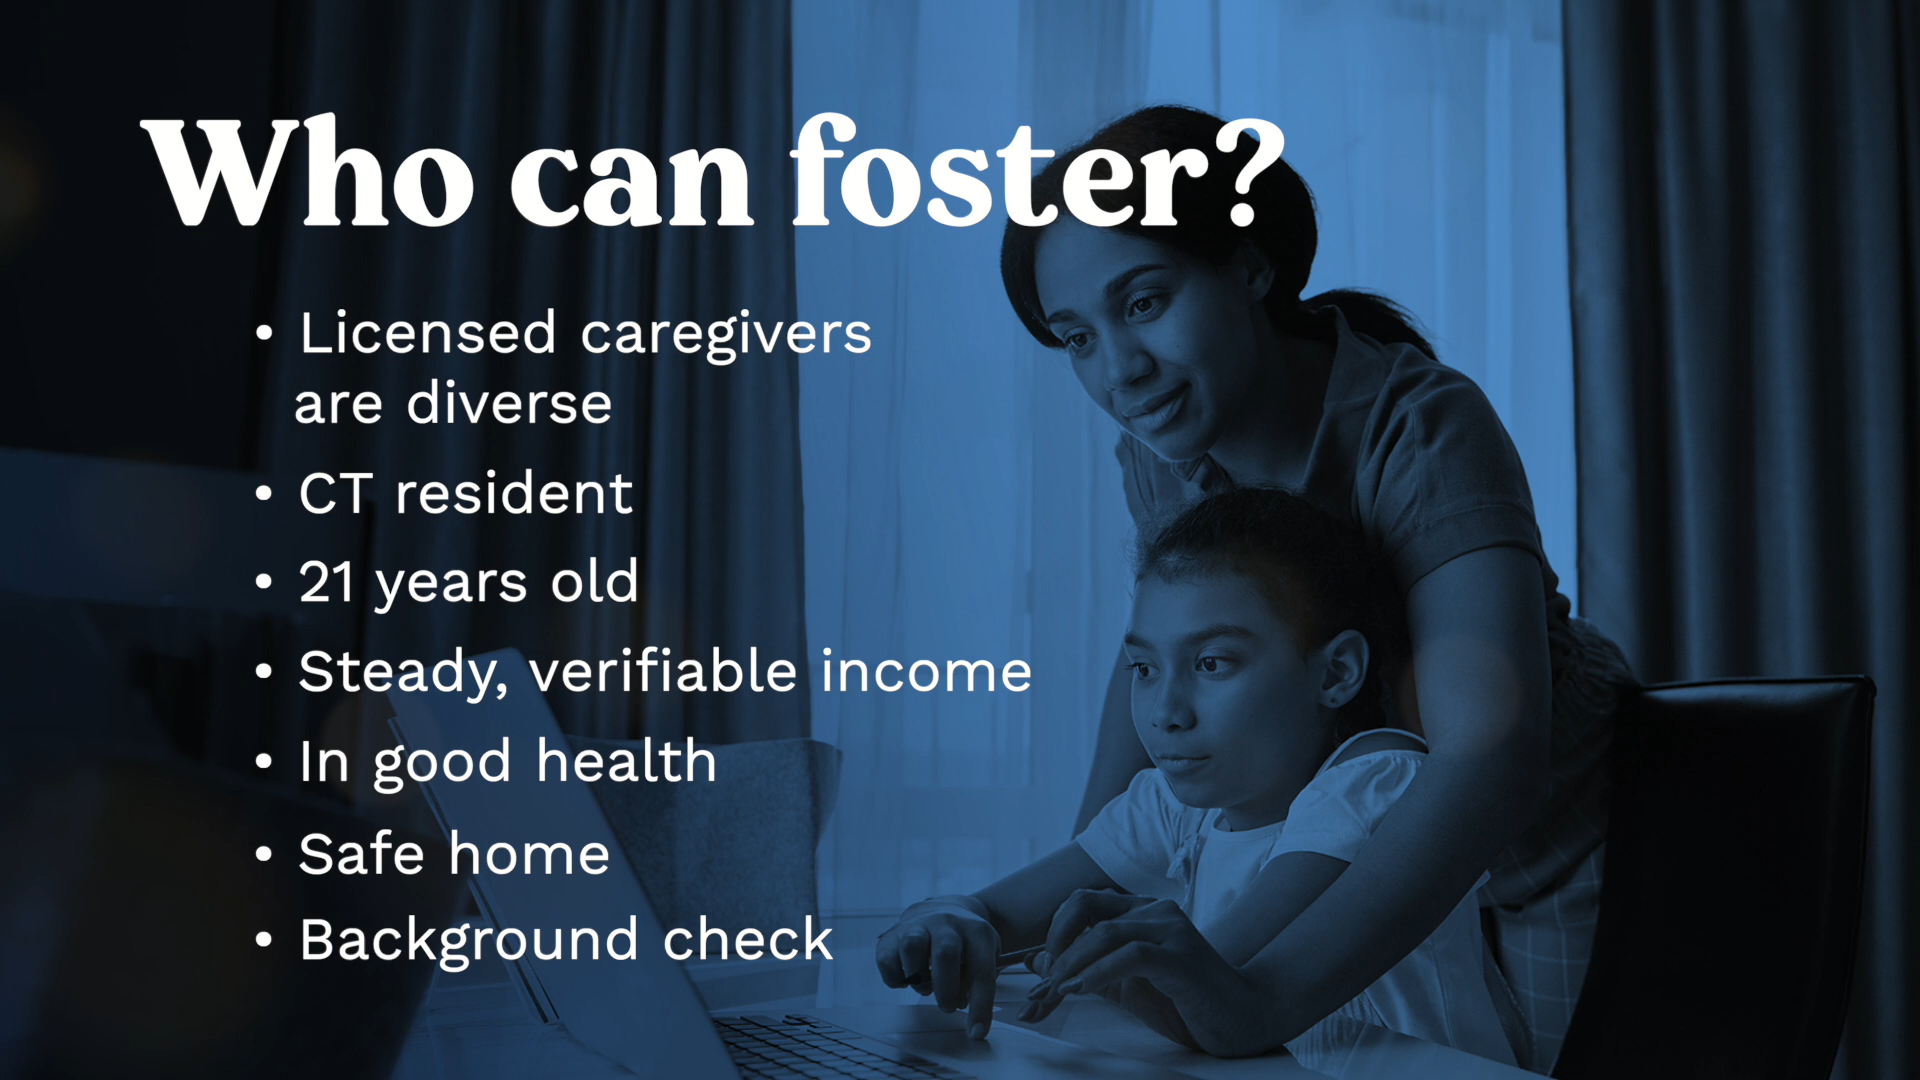 Who can foster?
• Licensed caregivers
are diverse
• CT resident
• 21 years old
• Steady, verifiable income
• In good health
• Safe home
• Background check